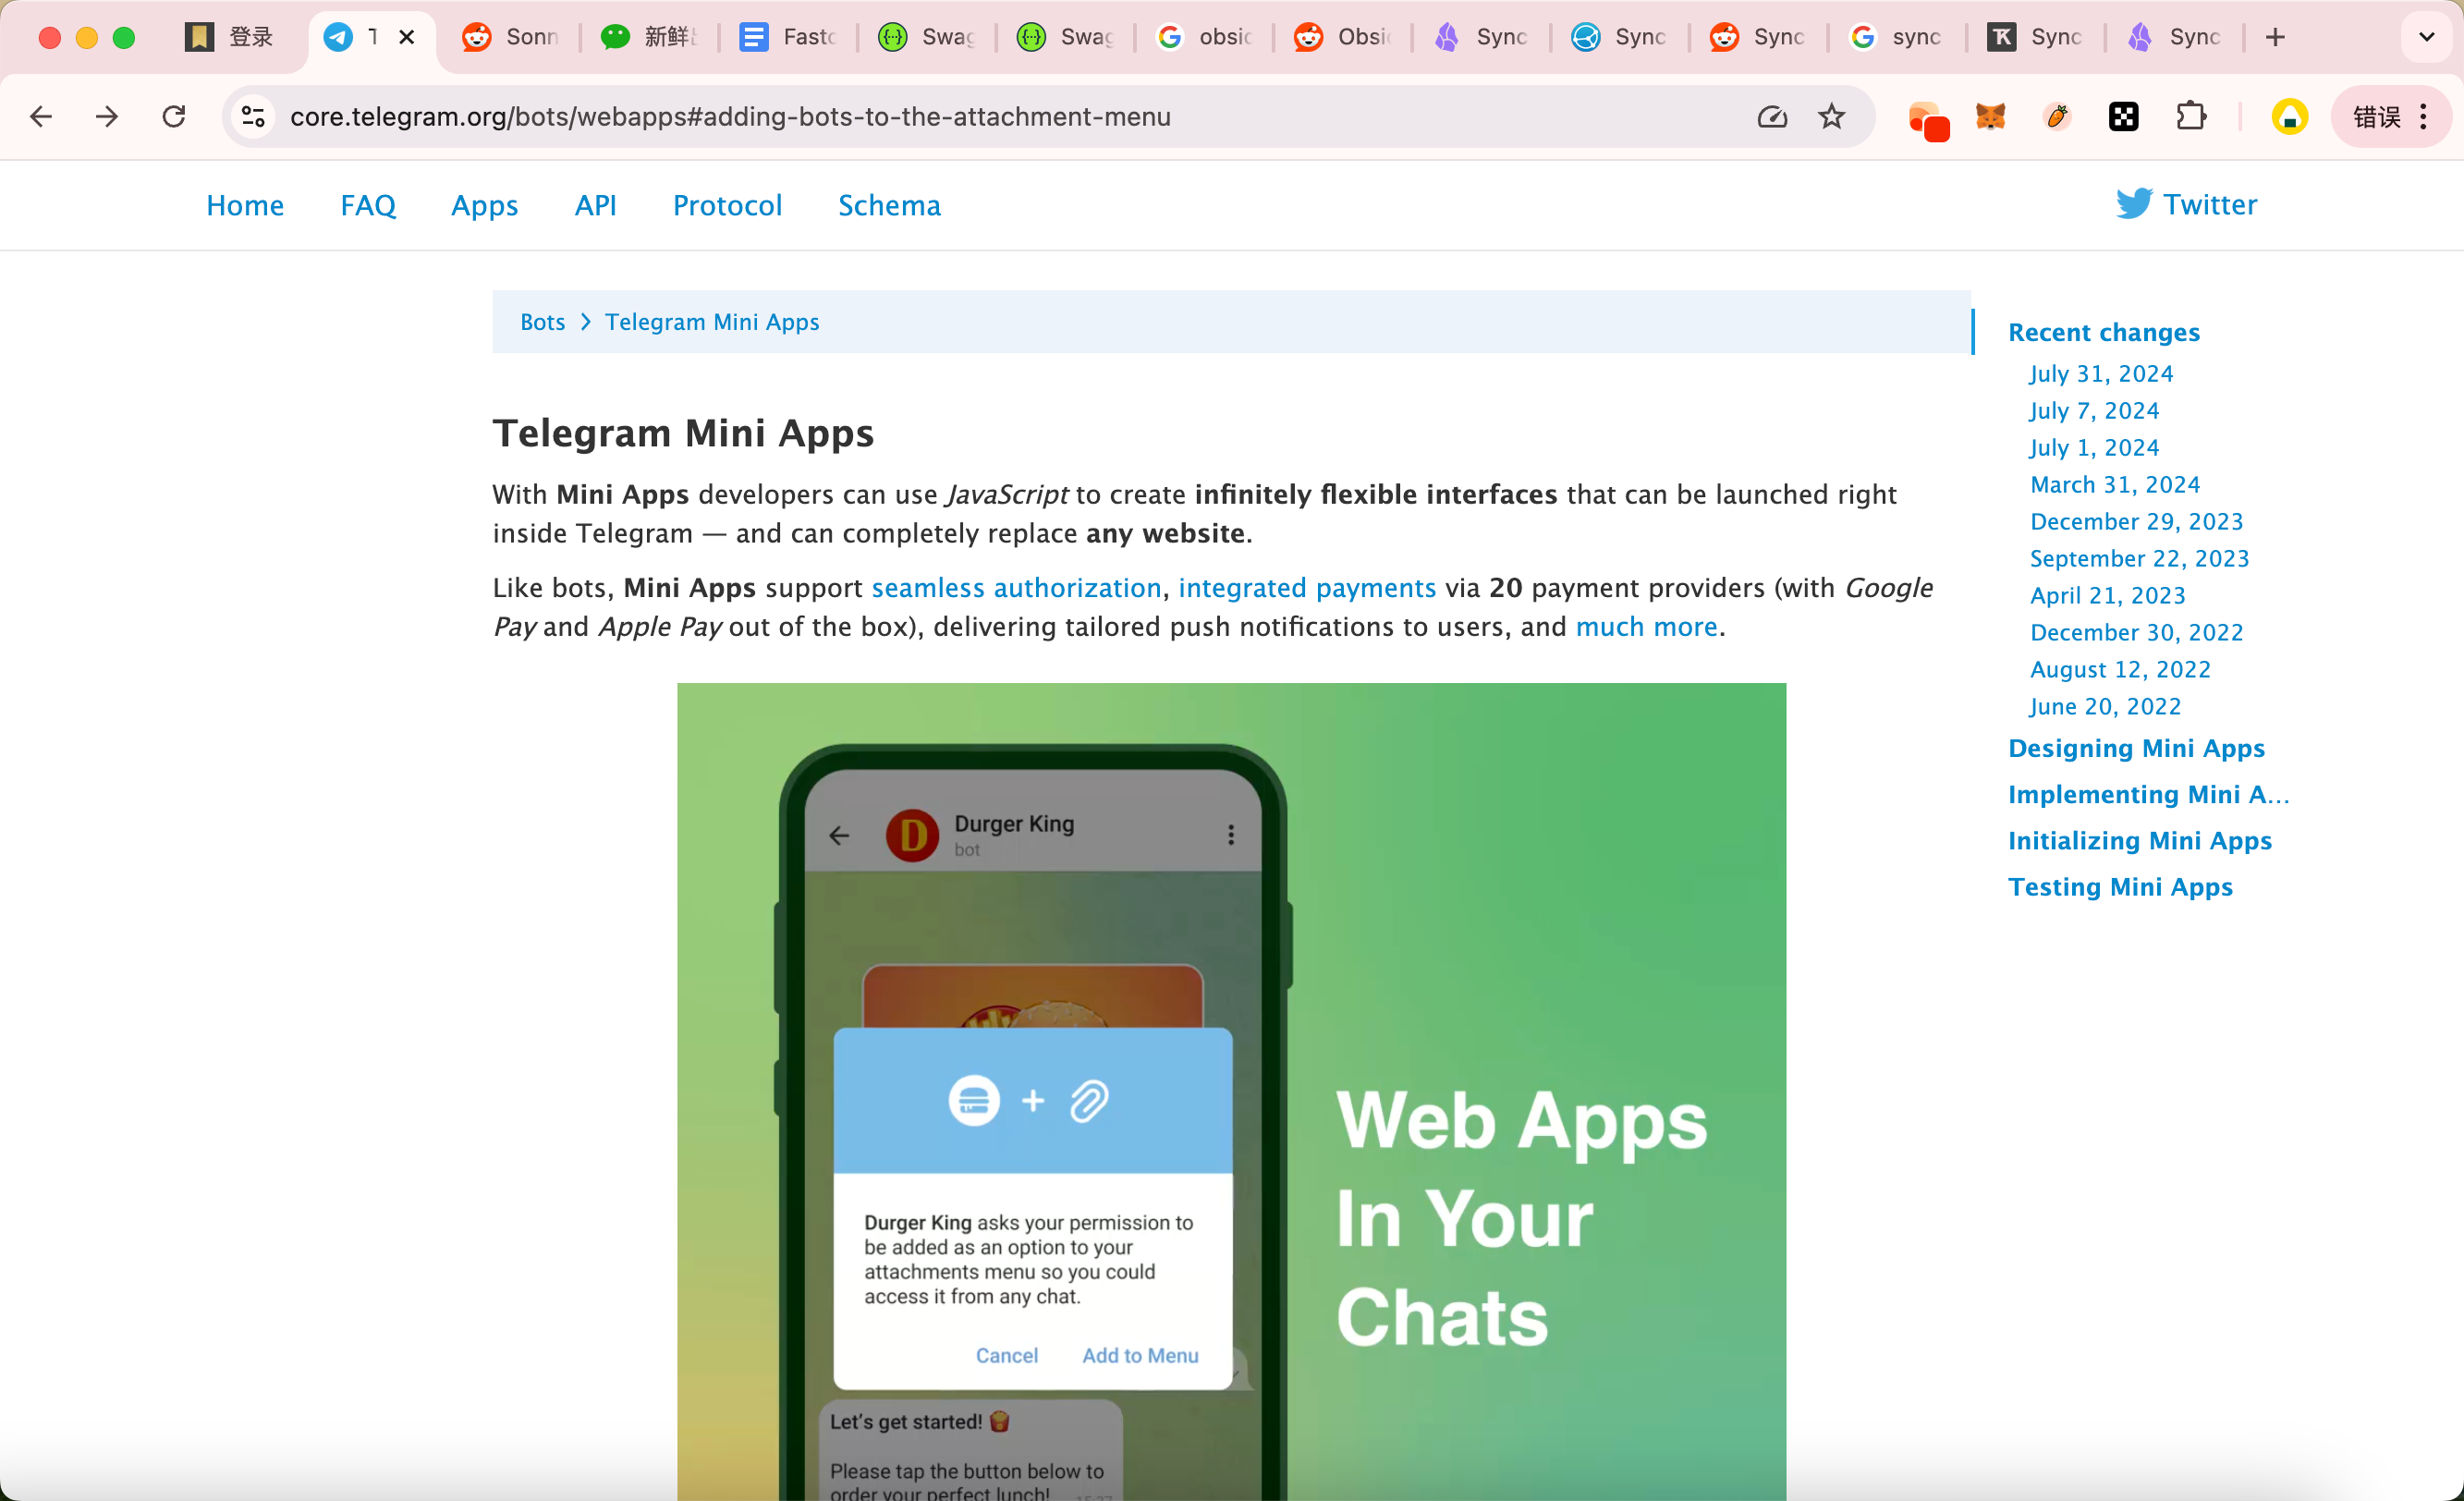 登录
Sonn
新鲜
Fasto
Swag
Swag
obsi
Obsi
Sync
Sync
Sync
sync
Sync
Sync
core.telegram.org/bots/webapps#adding-bots-to-the-attachment-menu
错误
Home FAQ Apps API Protocol Schema
Twitter
Bots Telegram Mini Apps
Telegram Mini Apps
With Mini Apps developers can use JavaScript to create infinitely flexible interfaces that can be launched right
inside Telegram — and can completely replace any website.
Like bots, Mini Apps support seamless authorization, integrated payments via 20 payment providers (with Google
Pay and Apple Pay out of the box), delivering tailored push notifications to users, and much more.
Durger King
bot
Durger King asks your permission to
be added as an option to your
attachments menu so you could
access it from any chat.
Cancel Add to Menu
Let's get started!
Please tap the button below to
order your perfect lunch!
Web Apps
In Your
Chats
Recent changes
July 31, 2024
July 7, 2024
July 1, 2024
March 31, 2024
December 29, 2023
September 22, 2023
April 21, 2023
December 30, 2022
August 12, 2022
June 20, 2022
Designing Mini Apps
Implementing Mini A...
Initializing Mini Apps
Testing Mini Apps